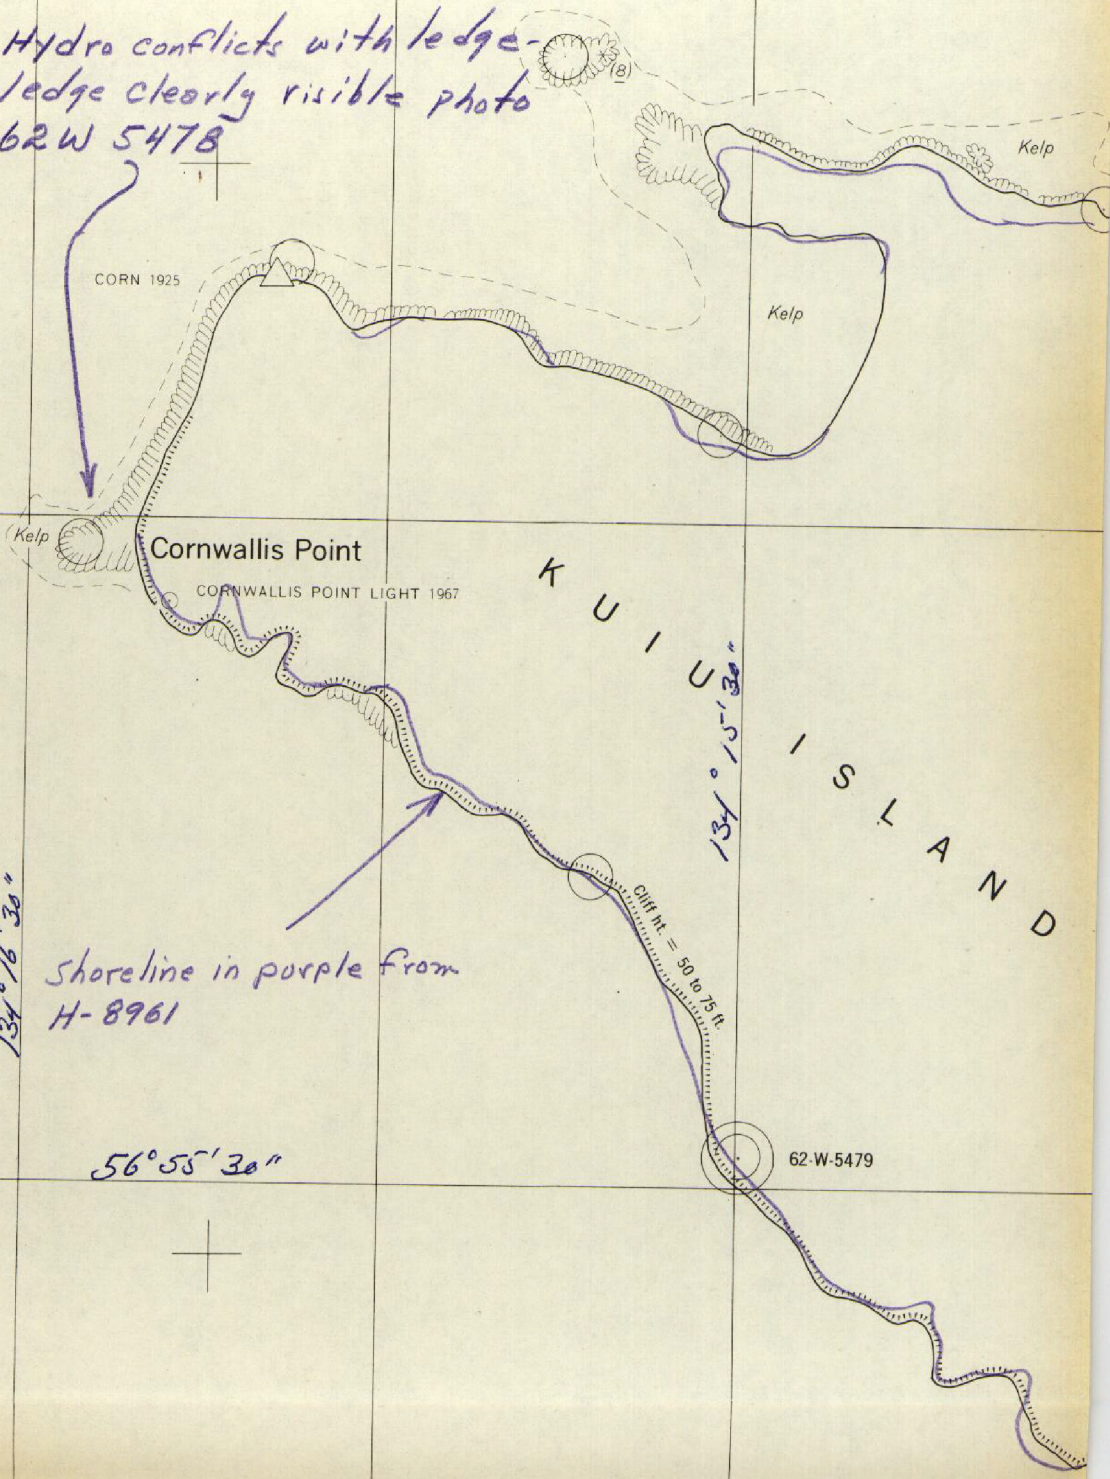 Hydro conflicts with ledge-
ledge clearly visible photo
62W 5478
(8)
Kelp
CORN 1925
Kelp
Kelp
Cornwallis Point
CORNWALLIS POINT LIGHT 1967
KUIU ISLAND
134° 15' 30"
134° 16' 30"
Cliff ht. = 50 to 75 ft.
Shoreline in purple from
H-8961
56° 55' 30"
62-W-5479